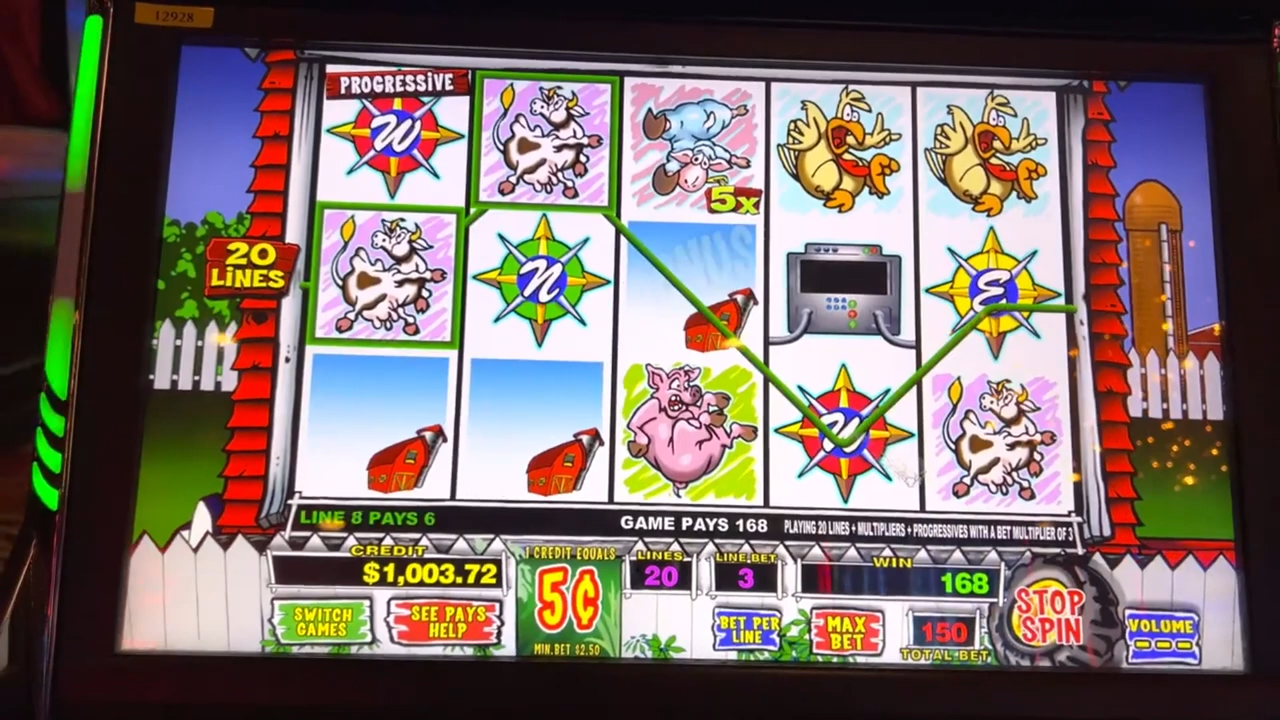 12928
PROGRESSIVE
W
5X
20
LINES
N
E
W
LINE 8 PAYS 6
GAME PAYS 168
PLAYING 20 LINES + MULTIPLIERS + PROGRESSIVES WITH A BET MULTIPLIER OF 3
CREDIT
$1,003.72
1 CREDIT EQUALS
5¢
MIN. BET $2.50
LINES
20
LINE BET
3
WIN
168
SWITCH
GAMES
SEE PAYS
HELP
BET PER
LINE
MAX
BET
150
TOTAL BET
STOP
SPIN
VOLUME